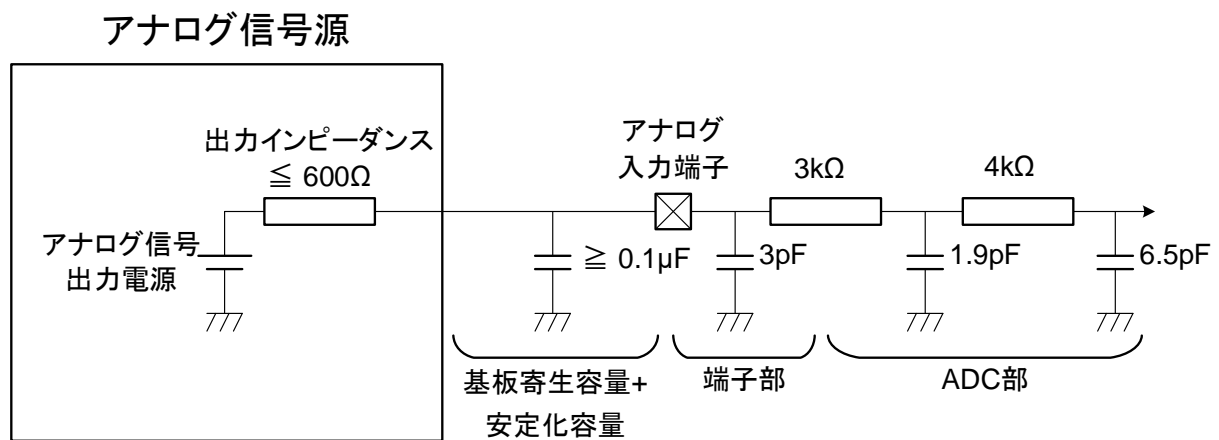 アナログ信号源
出力インピーダンス
≦ 600Ω
アナログ信号
出力電源
≧ 0.1μF
基板寄生容量+
安定化容量
アナログ
入力端子
3pF
端子部
3kΩ
1.9pF
4kΩ
6.5pF
ADC部